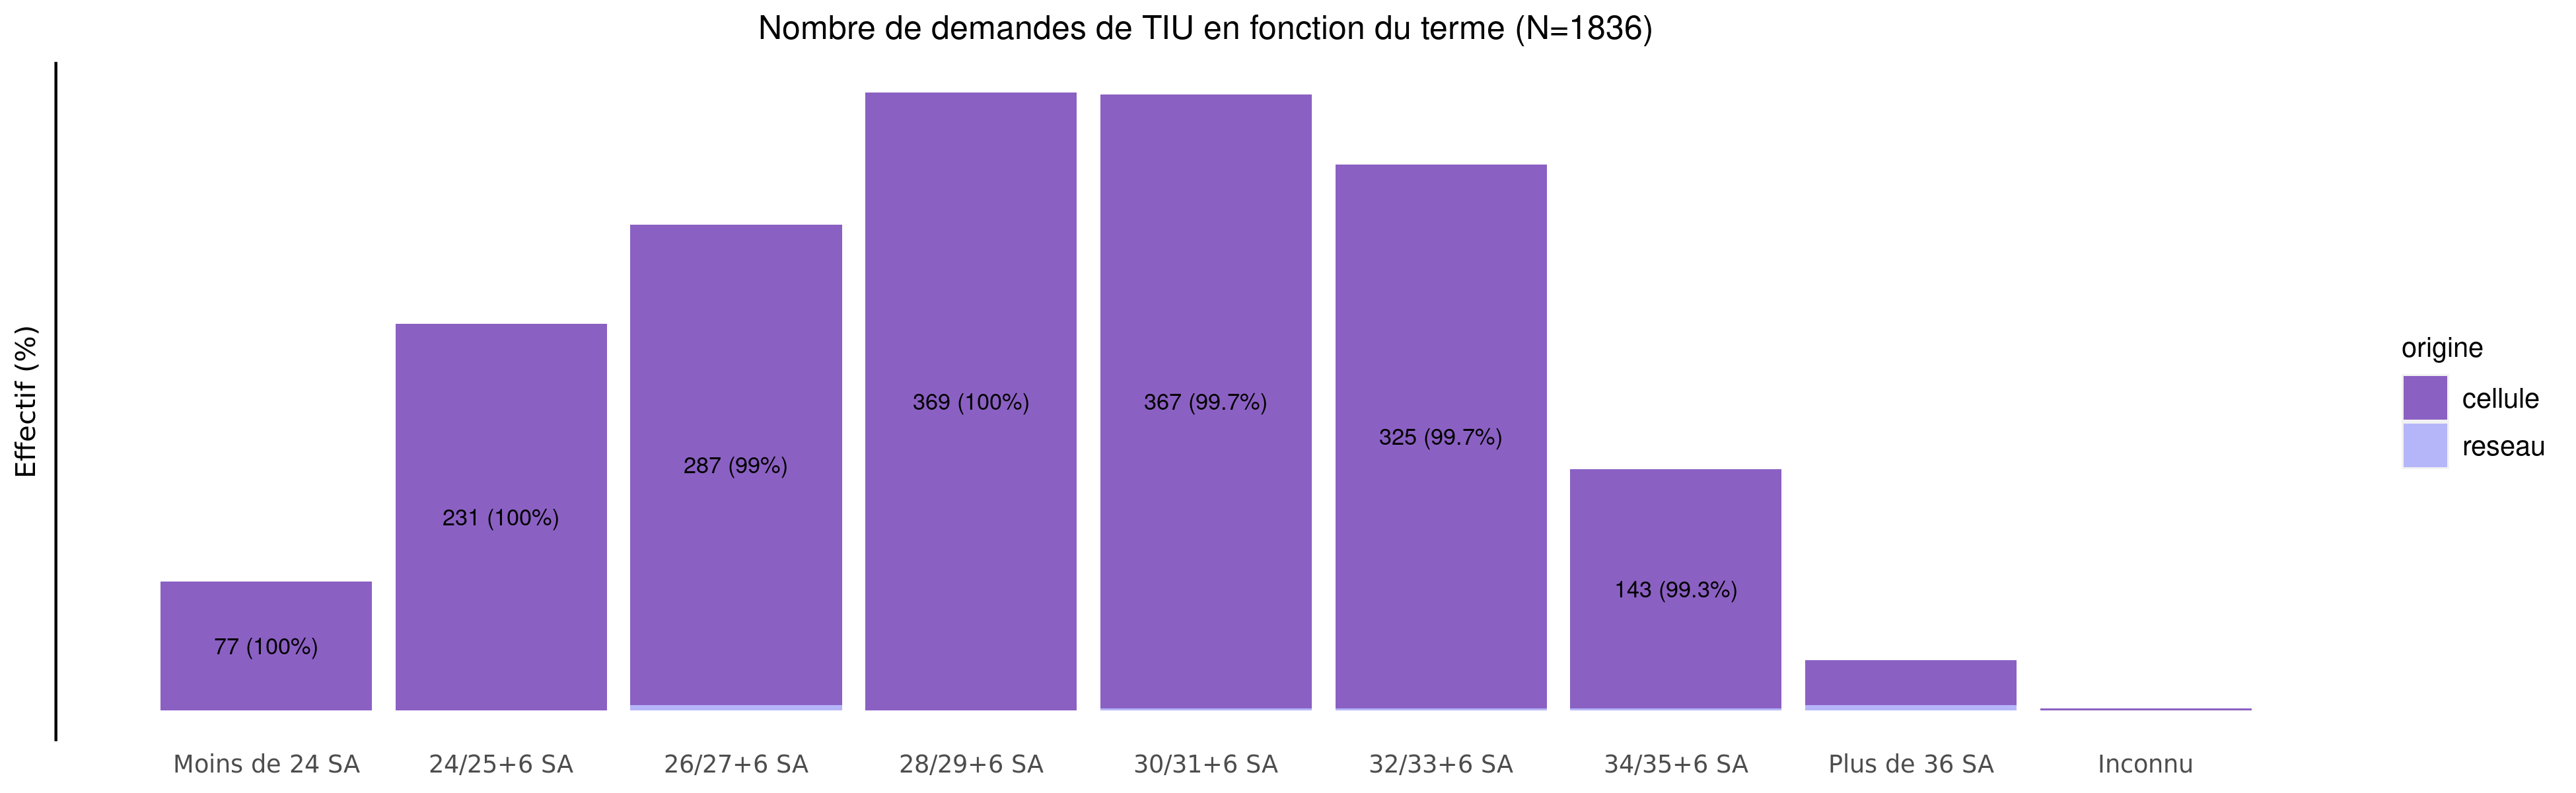 Nombre de demandes de TIU en fonction du terme (N=1836)
Effectif (%)
77 (100%)
231 (100%)
287 (99%)
369 (100%)
367 (99.7%)
325 (99.7%)
143 (99.3%)
Moins de 24 SA
24/25+6 SA
26/27+6 SA
28/29+6 SA
30/31+6 SA
32/33+6 SA
34/35+6 SA
Plus de 36 SA
Inconnu
origine
cellule
reseau